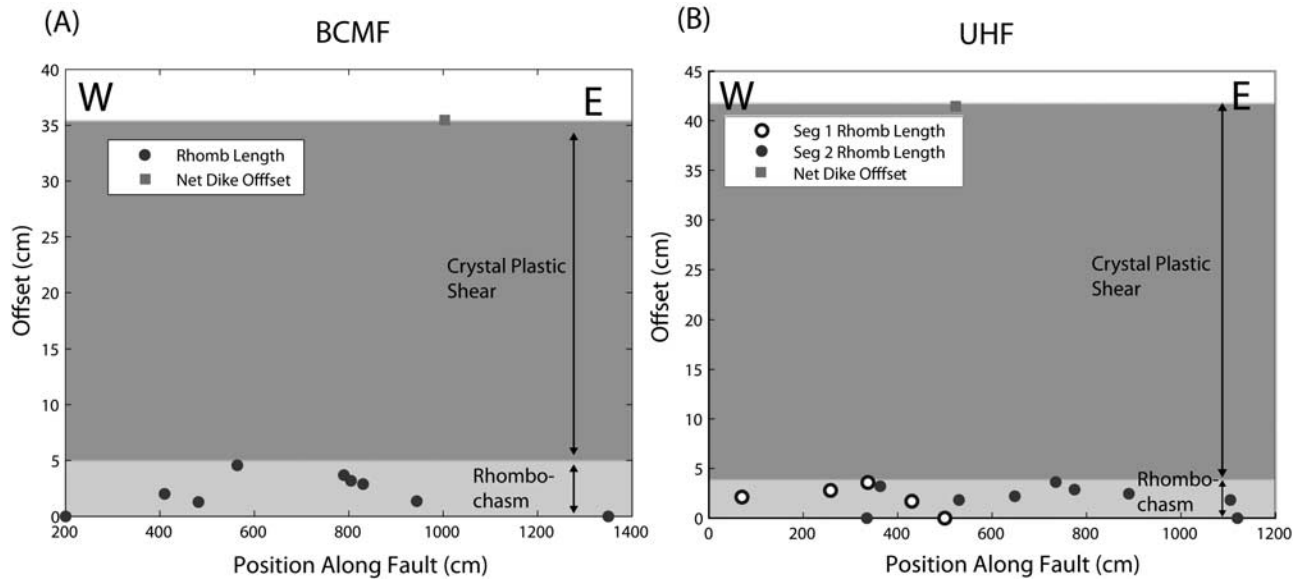 (A)
BCMF
40
35
30
25
20
15
10
5
0
Offset (cm)
W
E
Rhomb Length
Net Dike Offfset
Crystal Plastic
Shear
Rhombo-
chasm
200
400
600
800
1000
1200
1400
Position Along Fault (cm)
(B)
UHF
45
40
35
30
25
20
15
10
5
0
Offset (cm)
W
E
Seg 1 Rhomb Length
Seg 2 Rhomb Length
Net Dike Offfset
Crystal Plastic
Shear
Rhombo-
chasm
0
200
400
600
800
1000
1200
Position Along Fault (cm)